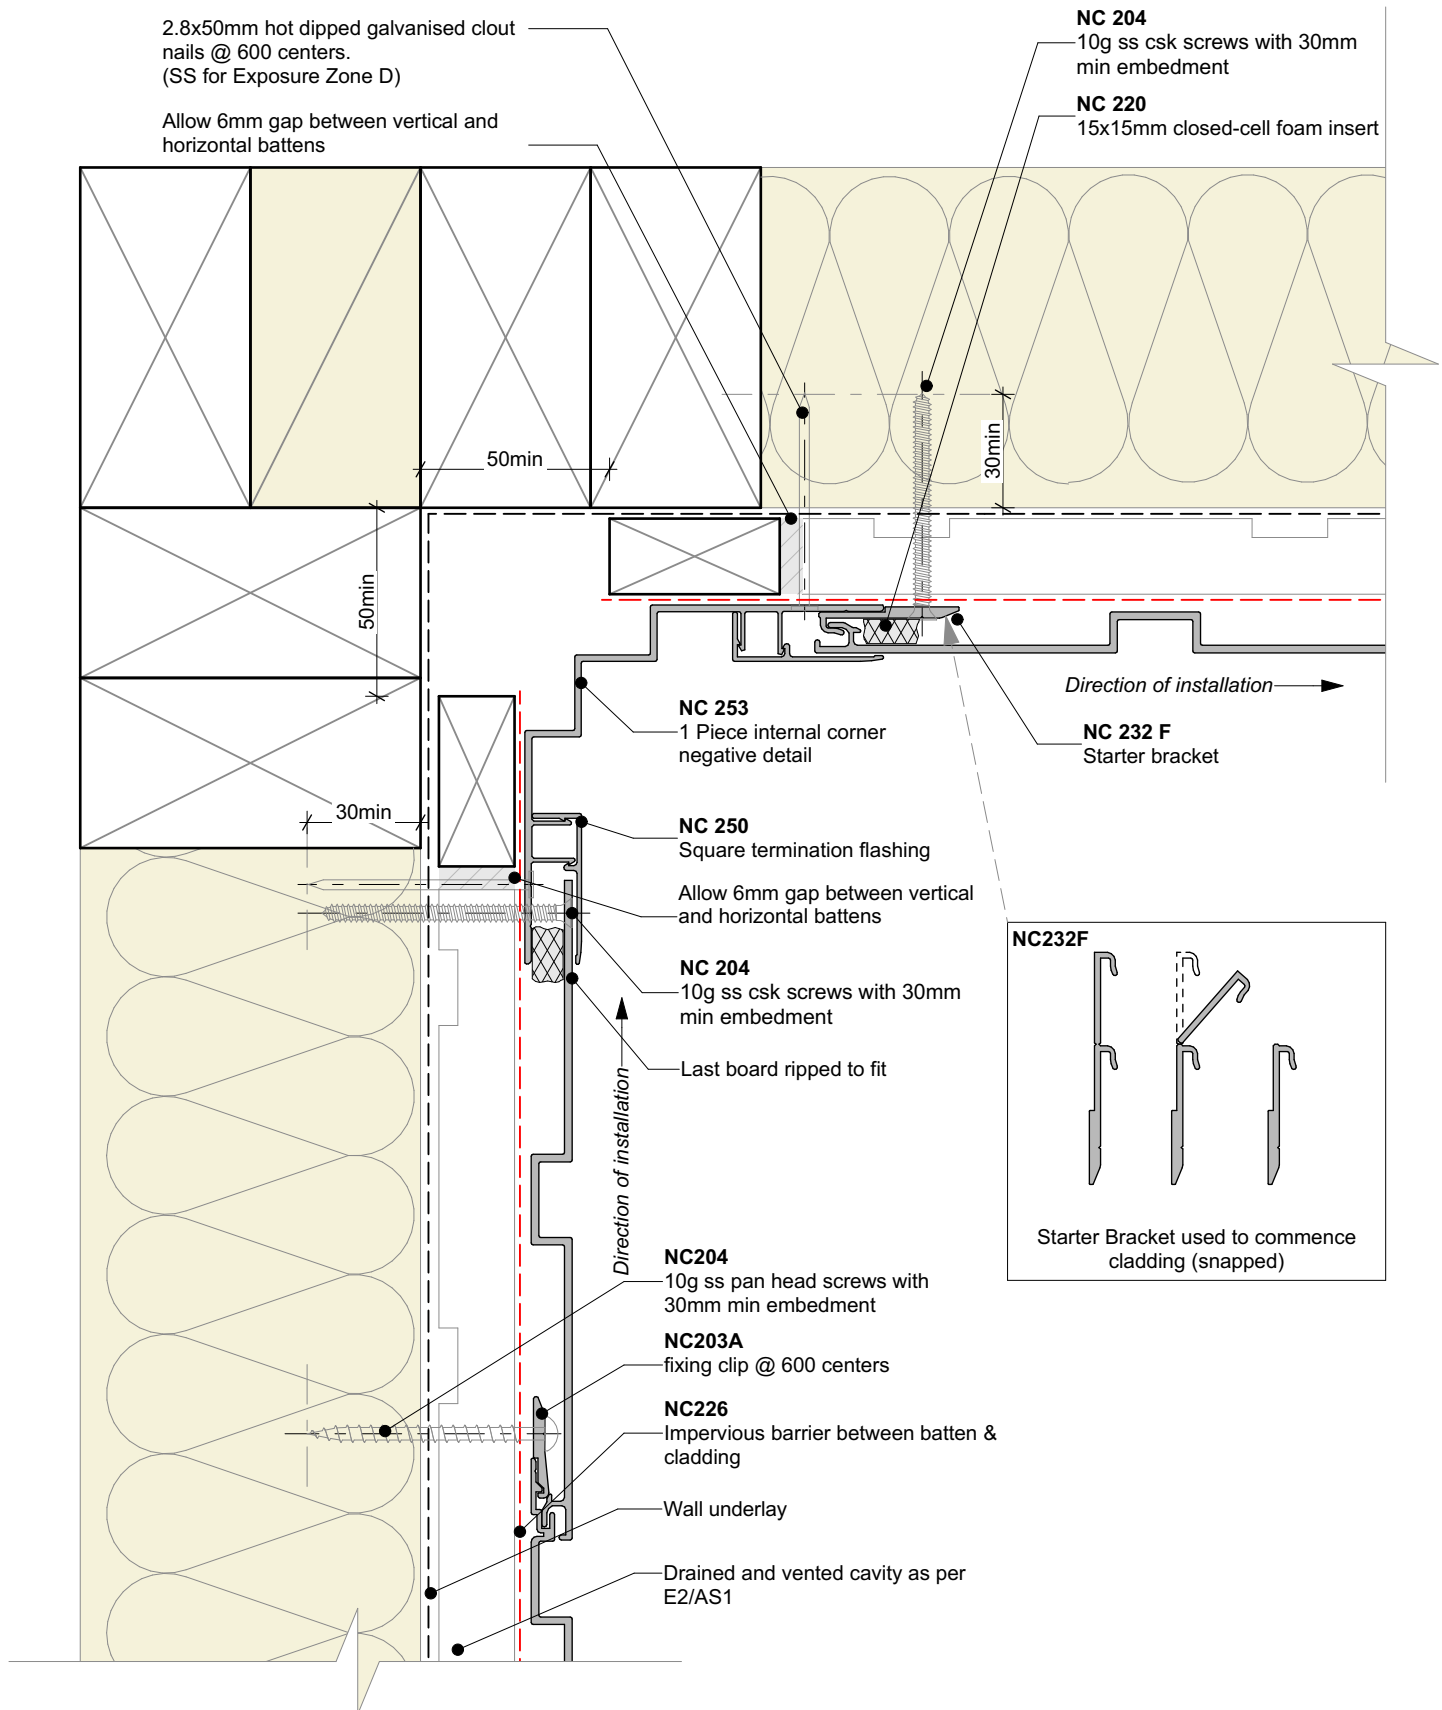 2.8x50mm hot dipped galvanised clout
nails @ 600 centers.
(SS for Exposure Zone D)
Allow 6mm gap between vertical and
horizontal battens
NC 204
10g ss csk screws with 30mm
min embedment
NC 220
15x15mm closed-cell foam insert
50min
30min
50min
Direction of installation
NC 253
1 Piece internal corner
negative detail
NC 232 F
Starter bracket
30min
NC 250
Square termination flashing
Allow 6mm gap between vertical
and horizontal battens
NC 204
10g ss csk screws with 30mm
min embedment
Last board ripped to fit
Direction of installation
NC232F
Starter Bracket used to commence
cladding (snapped)
NC204
10g ss pan head screws with
30mm min embedment
NC203A
fixing clip @ 600 centers
NC226
Impervious barrier between batten &
cladding
Wall underlay
Drained and vented cavity as per
E2/AS1